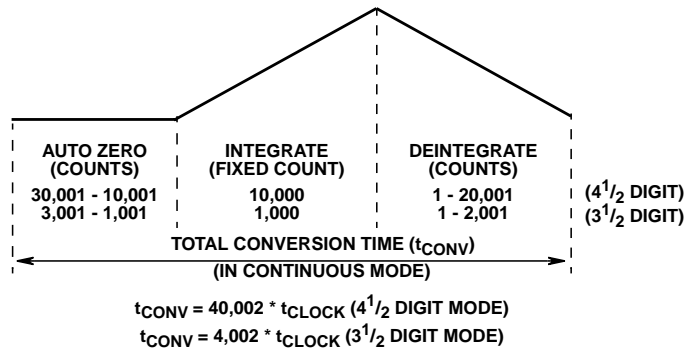 AUTO ZERO
(COUNTS)
30,001 - 10,001
3,001 - 1,001
INTEGRATE
(FIXED COUNT)
10,000
1,000
DEINTEGRATE
(COUNTS)
1 - 20,001
1 - 2,001
(4 1/2 DIGIT)
(3 1/2 DIGIT)
TOTAL CONVERSION TIME (tCONV)
(IN CONTINUOUS MODE)
tCONV = 40,002 * tCLOCK (4 1/2 DIGIT MODE)
tCONV = 4,002 * tCLOCK (3 1/2 DIGIT MODE)